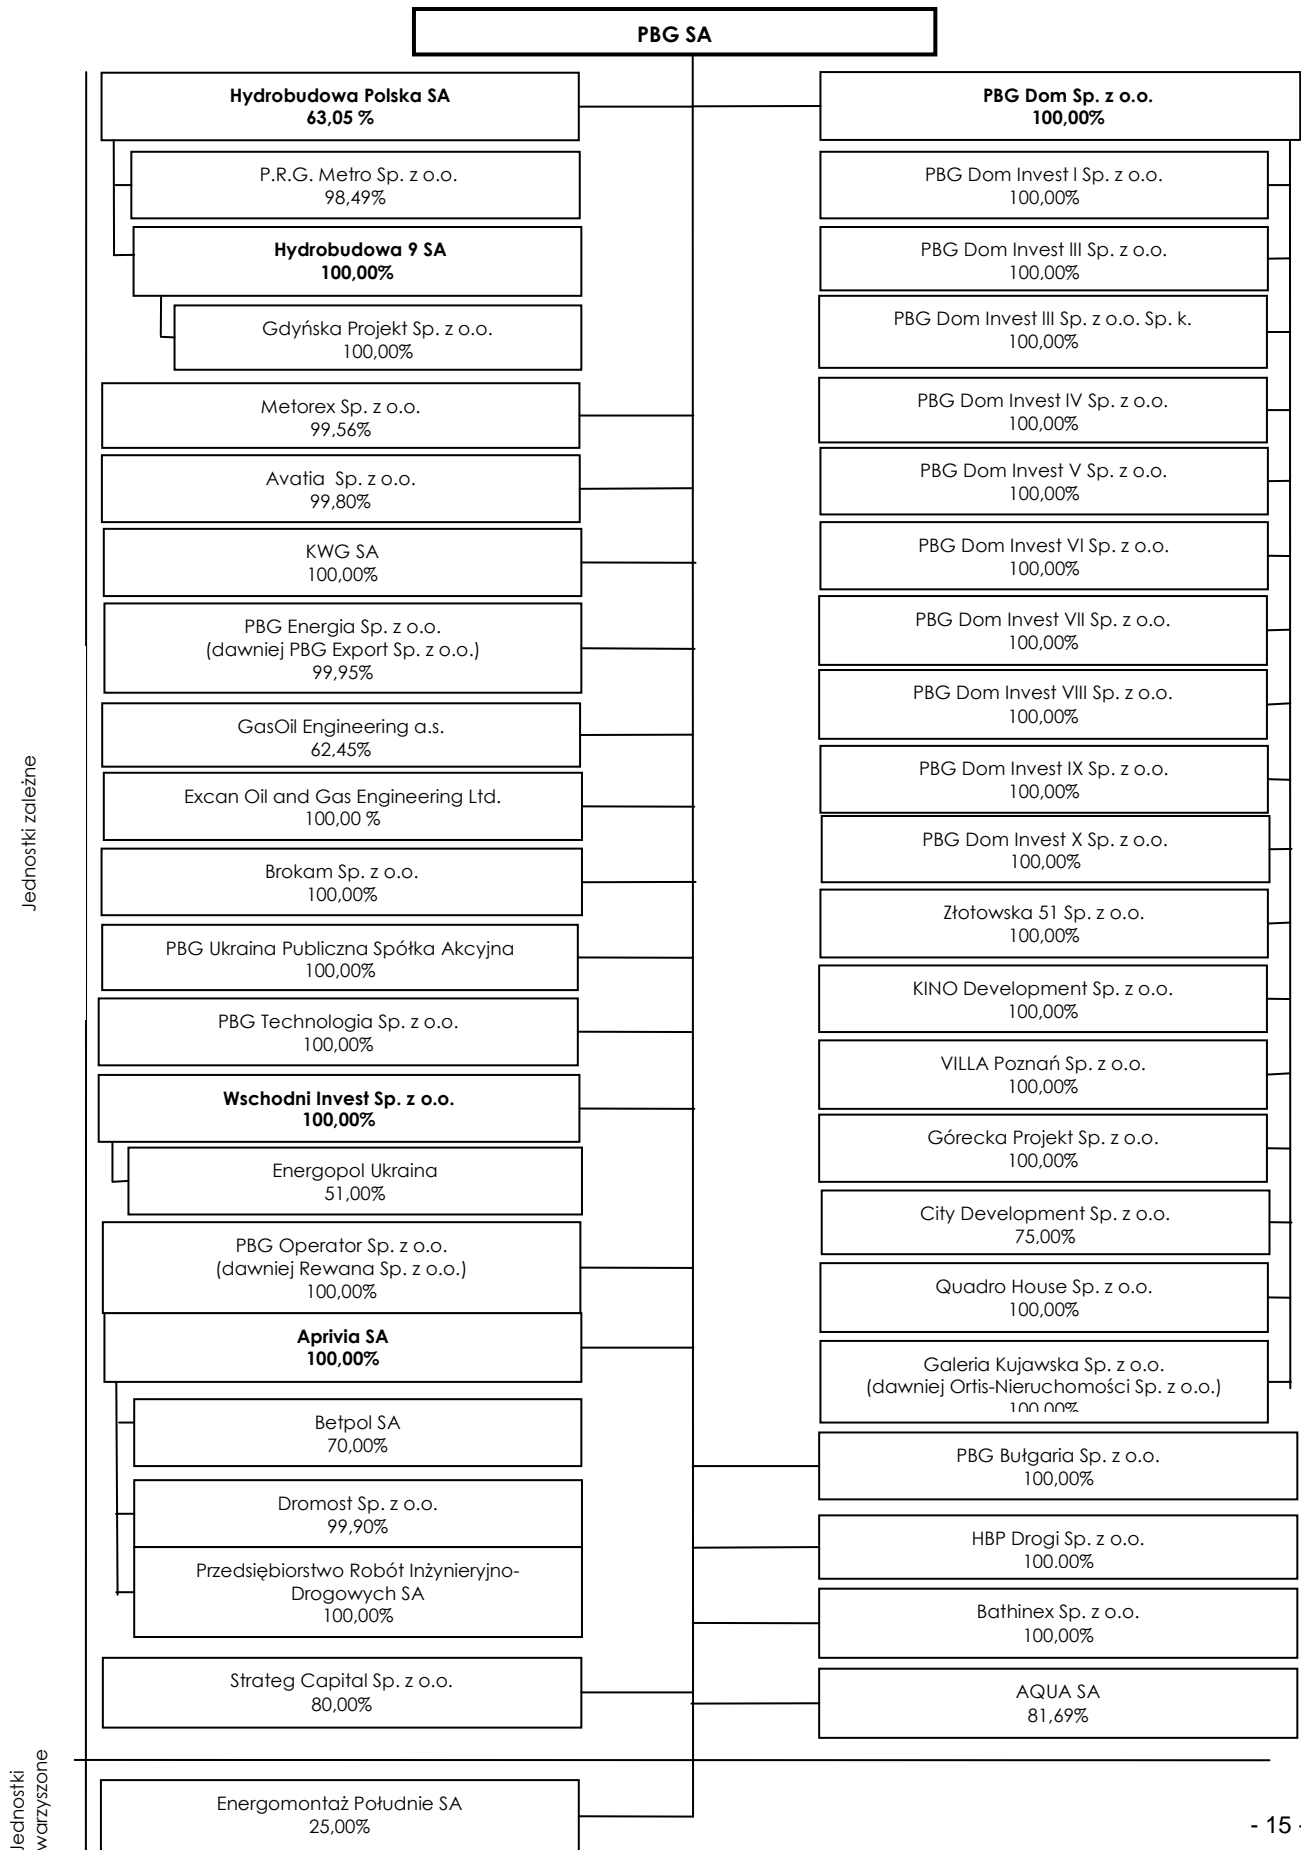 PBG SA
Hydrobudowa Polska SA
63,05 %
P.R.G. Metro Sp. z o.o.
98,49%
Hydrobudowa 9 SA
100,00%
Gdyńska Projekt Sp. z o.o.
100,00%
Metorex Sp. z o.o.
99,56%
Avatia Sp. z o.o.
99,80%
KWG SA
100,00%
PBG Energia Sp. z o.o.
(dawniej PBG Export Sp. z o.o.)
99,95%
GasOil Engineering a.s.
62,45%
Excan Oil and Gas Engineering Ltd.
100,00 %
Brokam Sp. z o.o.
100,00%
PBG Ukraina Publiczna Spółka Akcyjna
100,00%
PBG Technologia Sp. z o.o.
100,00%
Wschodni Invest Sp. z o.o.
100,00%
Energopol Ukraina
51,00%
PBG Operator Sp. z o.o.
(dawniej Rewana Sp. z o.o.)
100,00%
Aprivia SA
100,00%
Betpol SA
70,00%
Dromost Sp. z o.o.
99,90%
Przedsiębiorstwo Robót Inżynieryjno-
Drogowych SA
100,00%
Strateg Capital Sp. z o.o.
80,00%
PBG Dom Sp. z o.o.
100,00%
PBG Dom Invest I Sp. z o.o.
100,00%
PBG Dom Invest III Sp. z o.o.
100,00%
PBG Dom Invest III Sp. z o.o. Sp. k.
100,00%
PBG Dom Invest IV Sp. z o.o.
100,00%
PBG Dom Invest V Sp. z o.o.
100,00%
PBG Dom Invest VI Sp. z o.o.
100,00%
PBG Dom Invest VII Sp. z o.o.
100,00%
PBG Dom Invest VIII Sp. z o.o.
100,00%
PBG Dom Invest IX Sp. z o.o.
100,00%
PBG Dom Invest X Sp. z o.o.
100,00%
Złotowska 51 Sp. z o.o.
100,00%
KINO Development Sp. z o.o.
100,00%
VILLA Poznań Sp. z o.o.
100,00%
Górecka Projekt Sp. z o.o.
100,00%
City Development Sp. z o.o.
75,00%
Quadro House Sp. z o.o.
100,00%
Galeria Kujawska Sp. z o.o.
(dawniej Ortis-Nieruchomości Sp. z o.o.)
100,00%
PBG Bułgaria Sp. z o.o.
100,00%
HBP Drogi Sp. z o.o.
100.00%
Bathinex Sp. z o.o.
100,00%
AQUA SA
81,69%
Jednostki zależne
Jednostki
warzyszone
Energomontaż Południe SA
25,00%
- 15 -